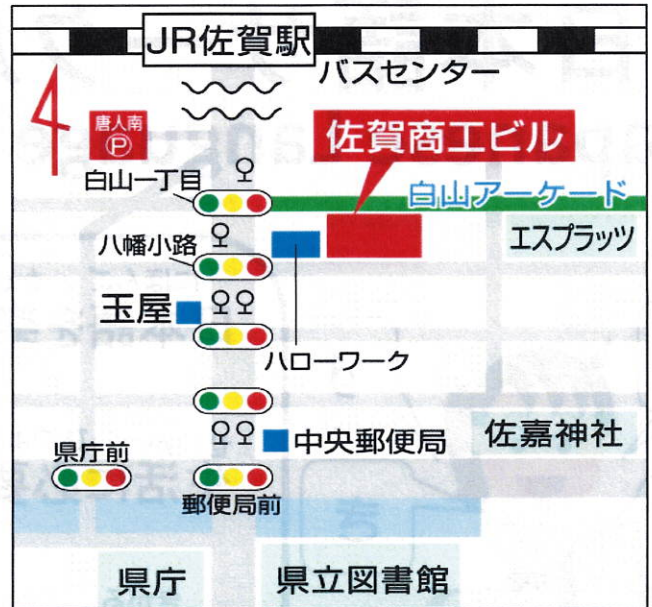 JR佐賀駅
バスセンター
唐人南
P
佐賀商工ビル
白山一丁目
白山アーケード
八幡小路
エスプラッツ
玉屋
ハローワーク
中央郵便局
佐嘉神社
県庁前
郵便局前
県庁
県立図書館